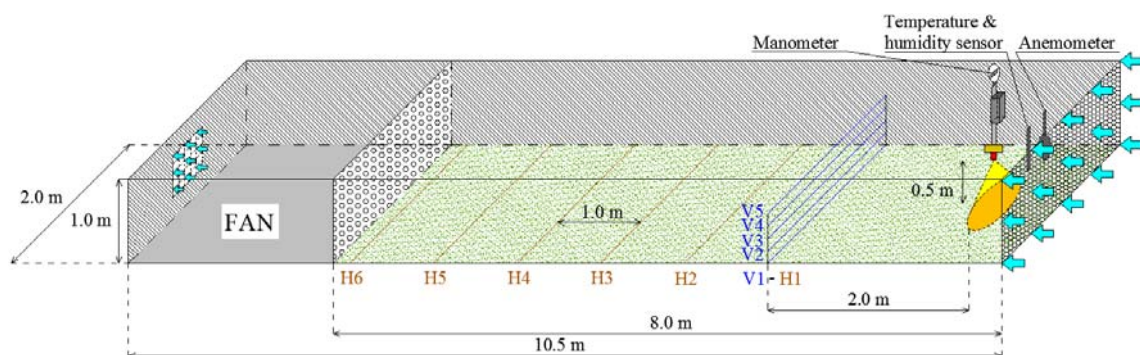 Temperature &
humidity sensor
Manometer
Anemometer
2.0 m
1.0 m
FAN
1.0 m
0.5 m
V5
V4
V3
V2
H6 H5 H4 H3 H2 V1 - H1
2.0 m
8.0 m
10.5 m